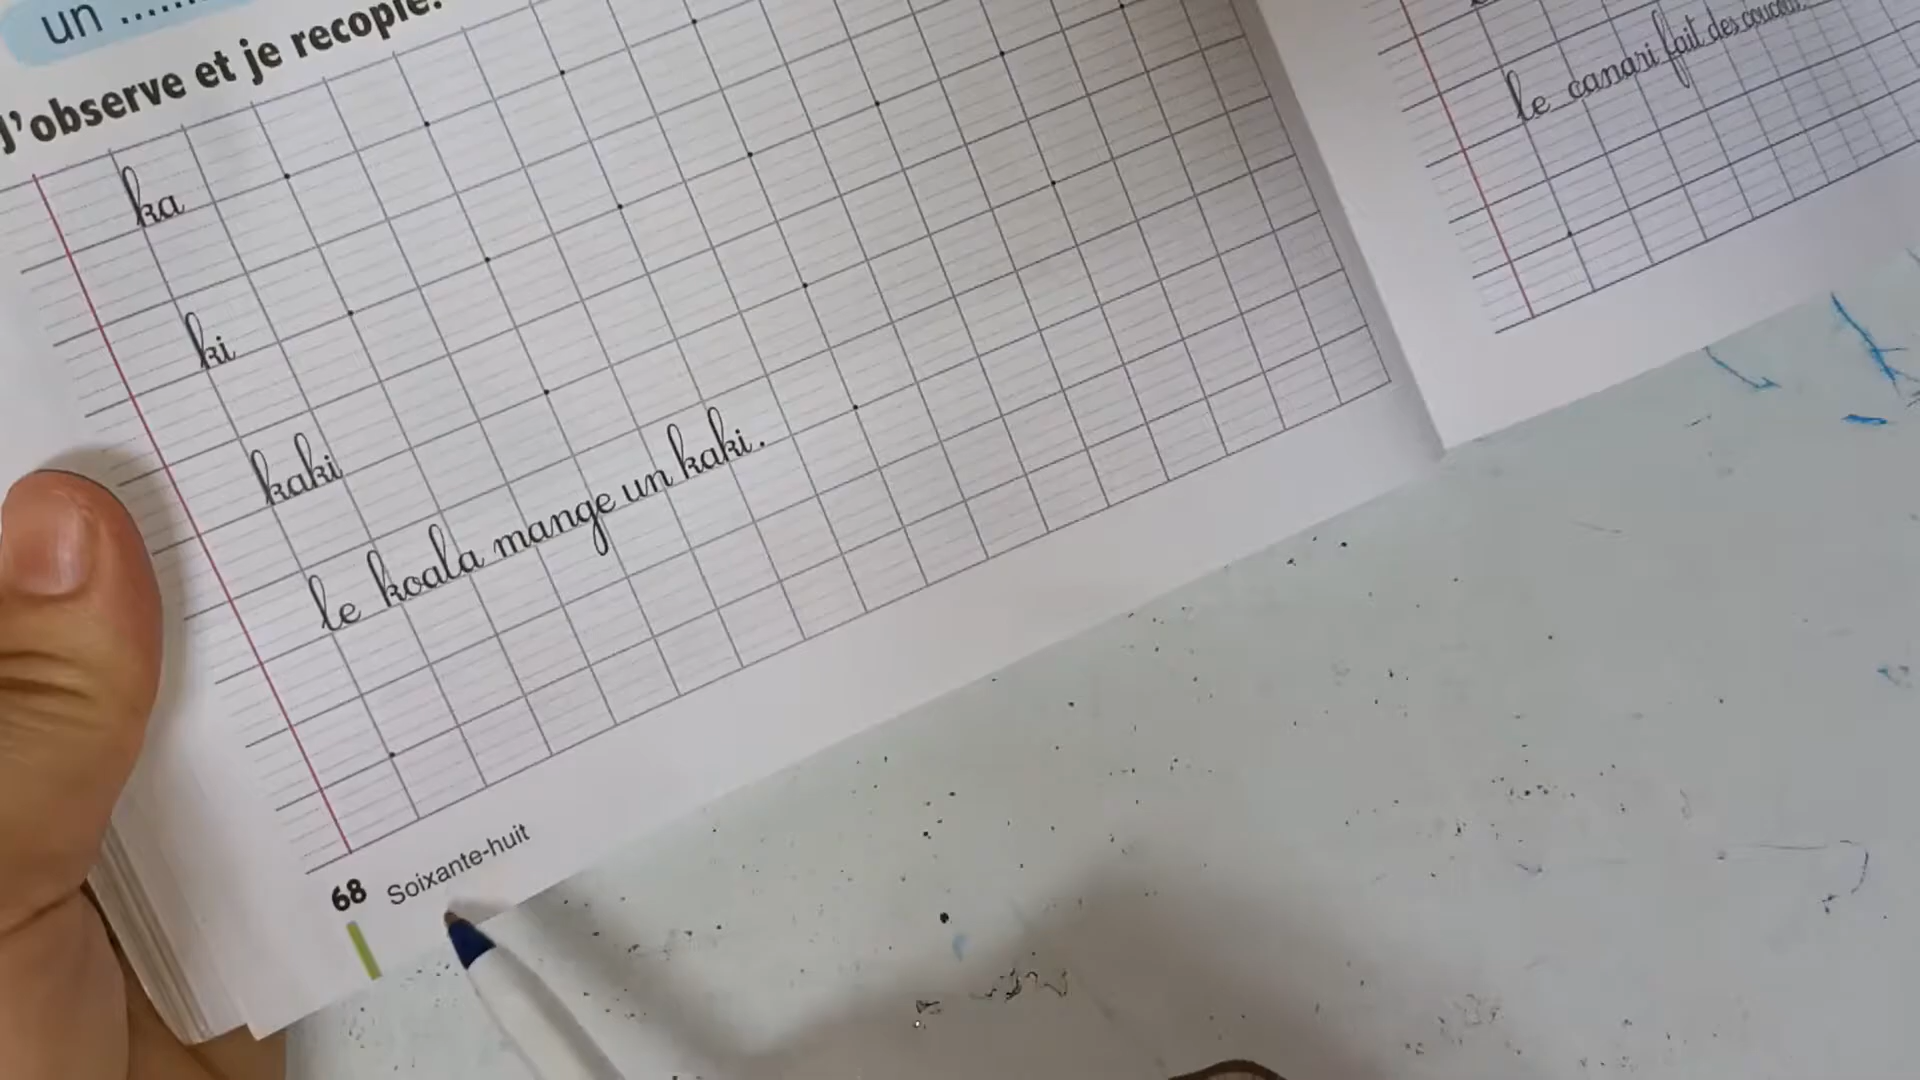 un ......
J'observe et je recopie.
ka
ki
kaki
le koala mange un kaki.
68 Soixante-huit
le canari fait des coucous.